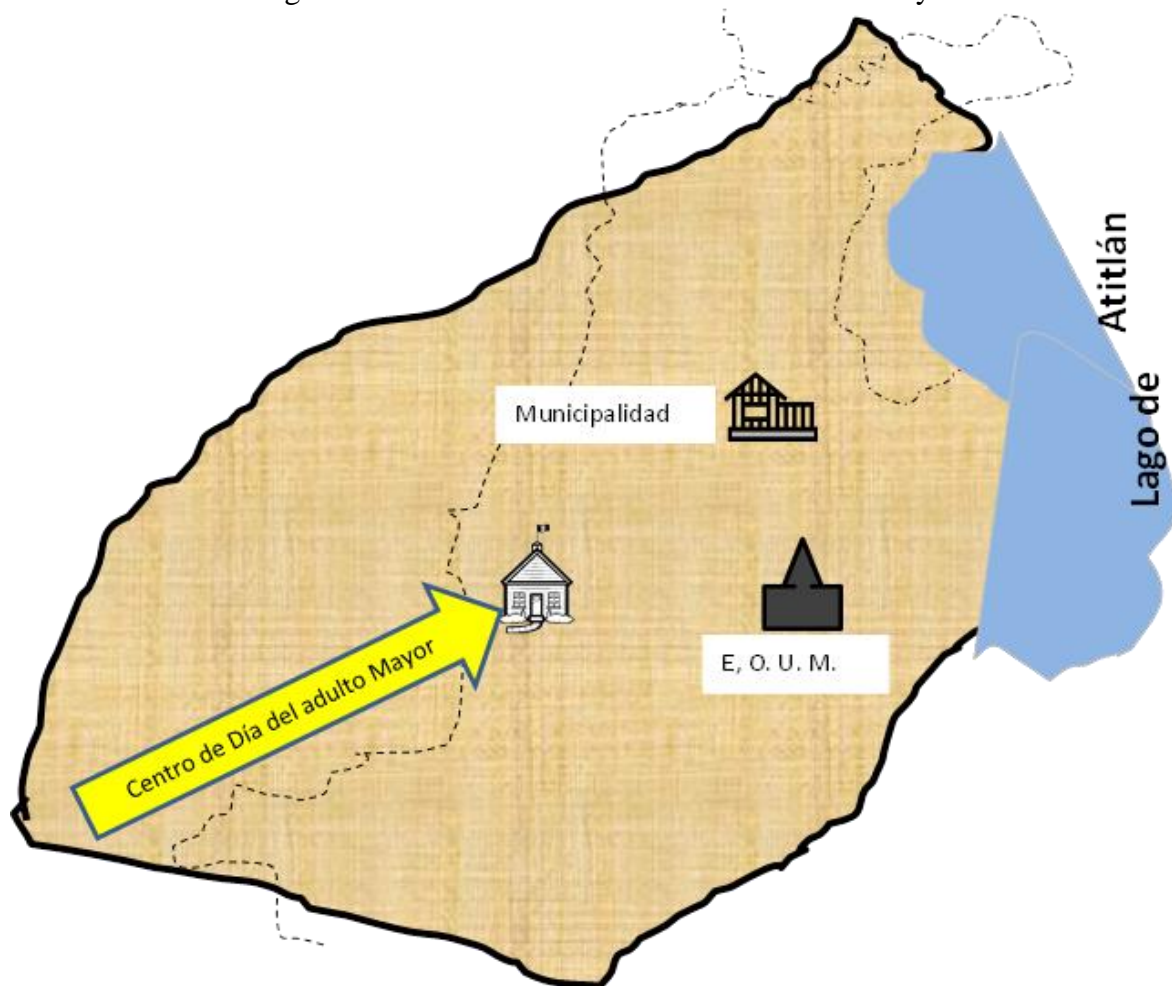 Atitlán
Lago de
Municipalidad
E, O. U. M.
Centro de Día del adulto Mayor